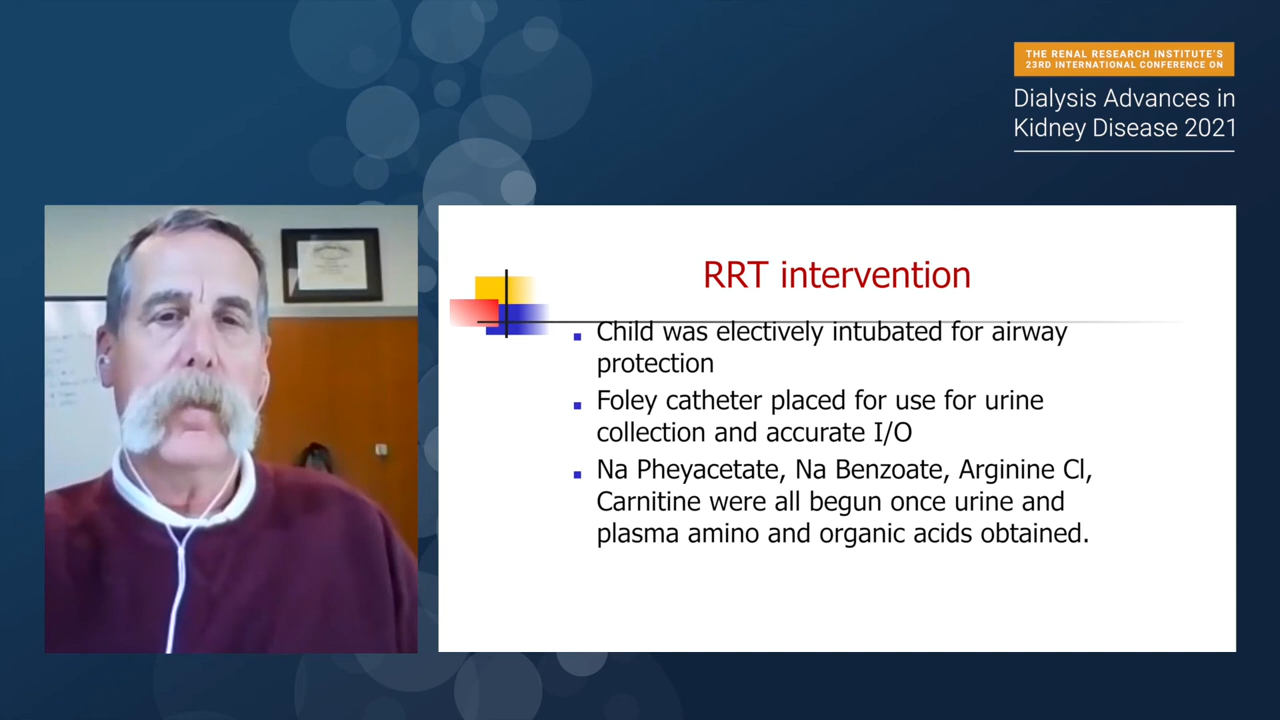 THE RENAL RESEARCH INSTITUTE'S
23RD INTERNATIONAL CONFERENCE ON
Dialysis Advances in
Kidney Disease 2021
RRT intervention
Child was electively intubated for airway
protection
Foley catheter placed for use for urine
collection and accurate I/O
Na Pheyacetate, Na Benzoate, Arginine Cl,
Carnitine were all begun once urine and
plasma amino and organic acids obtained.